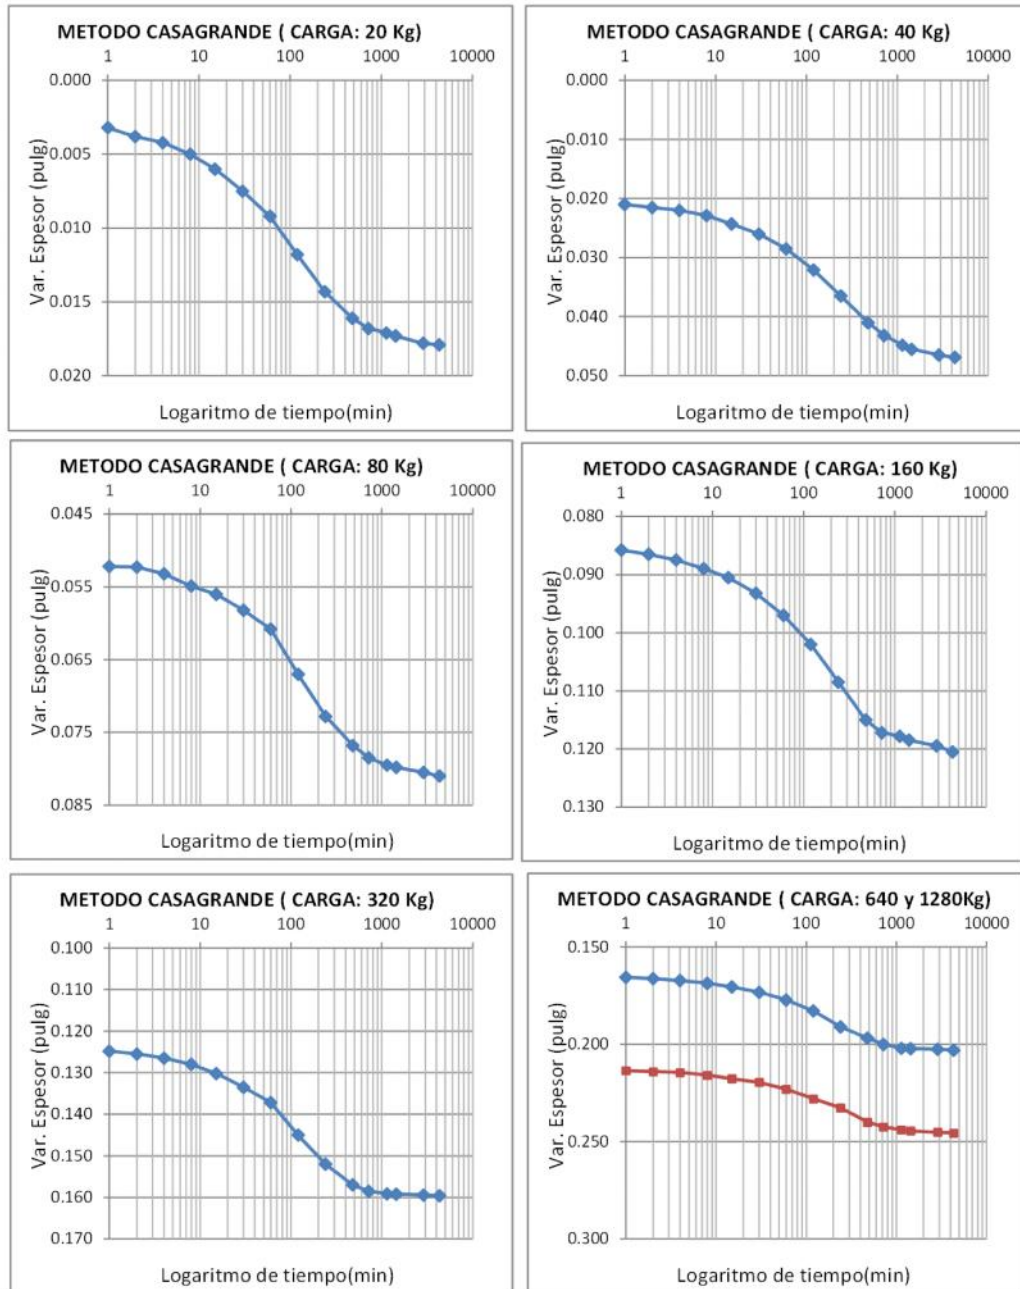 METODO CASAGRANDE ( CARGA: 20 Kg)
1 10 100 1000 10000
0.000
0.005
0.010
0.015
0.020
Var. Espesor (pulg)
Logaritmo de tiempo(min)
METODO CASAGRANDE ( CARGA: 40 Kg)
1 10 100 1000 10000
0.000
0.010
0.020
0.030
0.040
0.050
Var. Espesor (pulg)
Logaritmo de tiempo(min)
METODO CASAGRANDE ( CARGA: 80 Kg)
1 10 100 1000 10000
0.045
0.055
0.065
0.075
0.085
Var. Espesor (pulg)
Logaritmo de tiempo(min)
METODO CASAGRANDE ( CARGA: 160 Kg)
1 10 100 1000 10000
0.080
0.090
0.100
0.110
0.120
0.130
Var. Espesor (pulg)
Logaritmo de tiempo(min)
METODO CASAGRANDE ( CARGA: 320 Kg)
1 10 100 1000 10000
0.100
0.110
0.120
0.130
0.140
0.150
0.160
0.170
Var. Espesor (pulg)
Logaritmo de tiempo(min)
METODO CASAGRANDE ( CARGA: 640 y 1280Kg)
1 10 100 1000 10000
0.150
0.200
0.250
0.300
Var. Espesor (pulg)
Logaritmo de tiempo(min)